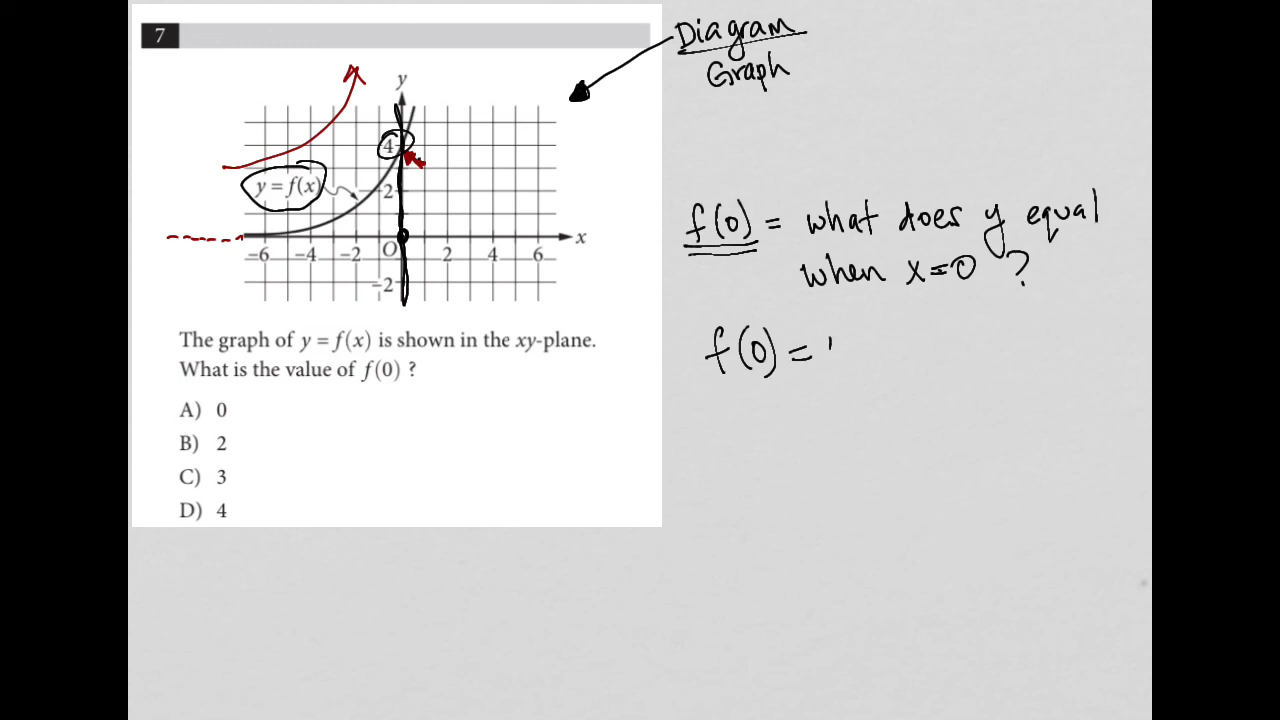 7
Diagram
Graph
y
4
y = f(x)
2
O
x
−6 −4 −2 2 4 6
−2
f(0) = what does y equal
when x=0 ?
f(0) = '
The graph of y = f(x) is shown in the xy-plane.
What is the value of f(0) ?
A) 0
B) 2
C) 3
D) 4